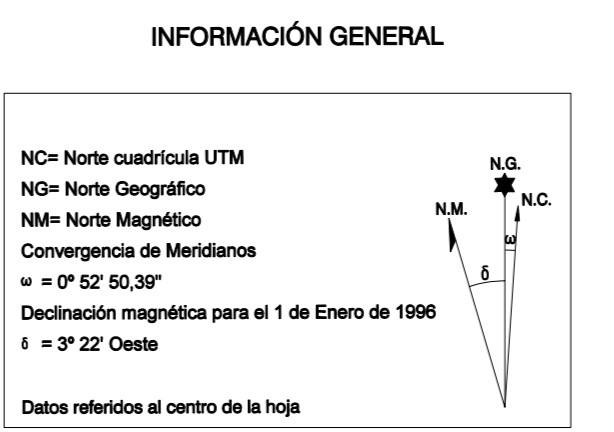 INFORMACIÓN GENERAL
NC= Norte cuadrícula UTM
NG= Norte Geográfico
NM= Norte Magnético
Convergencia de Meridianos
ω = 0º 52' 50,39"
Declinación magnética para el 1 de Enero de 1996
δ = 3º 22' Oeste
Datos referidos al centro de la hoja
N.G.
N.C.
N.M.
ω
δ